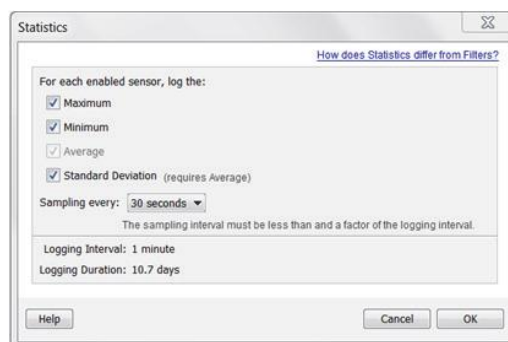 Statistics
How does Statistics differ from Filters?
For each enabled sensor, log the:
Maximum
Minimum
Average
Standard Deviation (requires Average)
Sampling every: 30 seconds
The sampling interval must be less than and a factor of the logging interval.
Logging Interval: 1 minute
Logging Duration: 10.7 days
Help Cancel OK